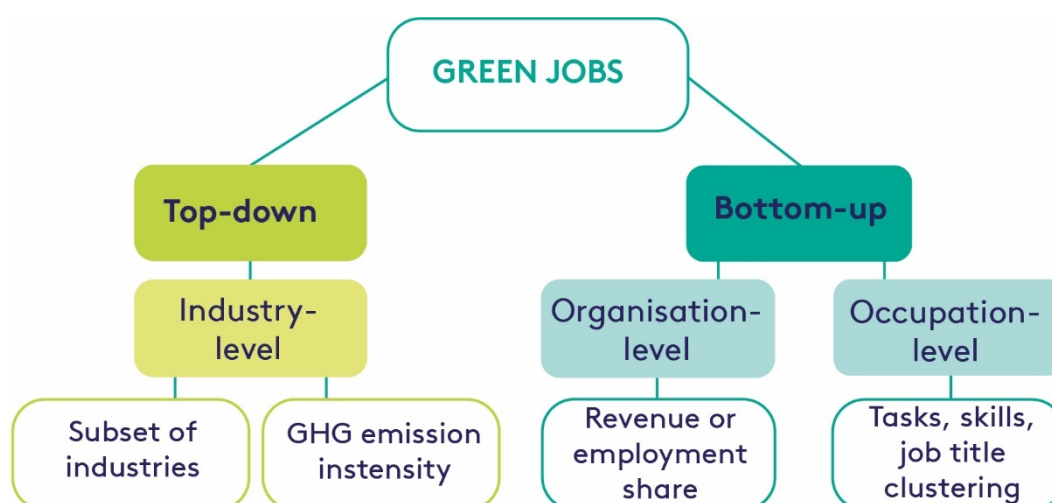 GREEN JOBS
Top-down
Bottom-up
Industry-
level
Organisation-
level
Occupation-
level
Subset of
industries
GHG emission
instensity
Revenue or
employment
share
Tasks, skills,
job title
clustering